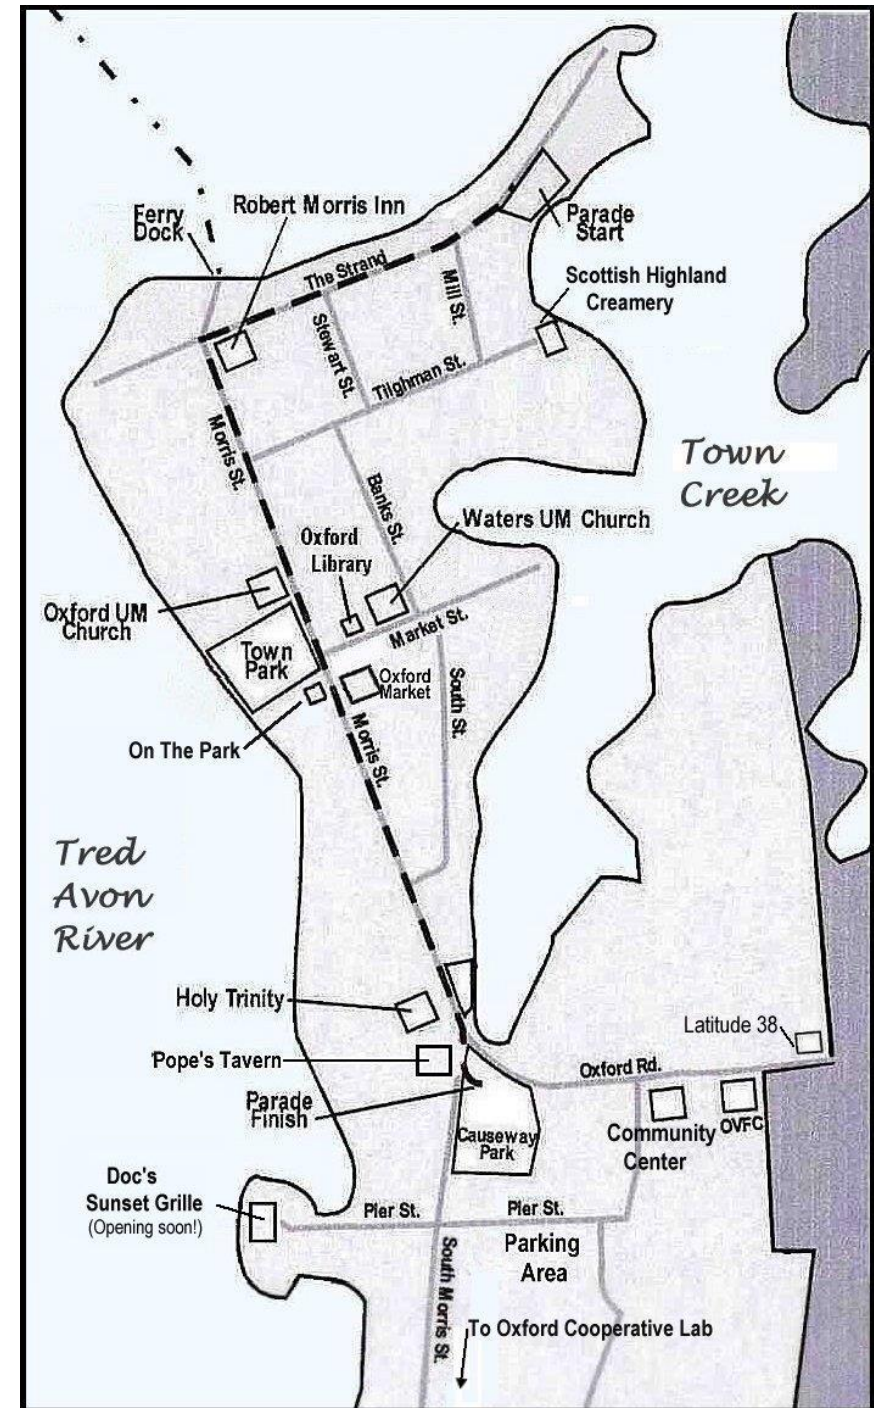 Robert Morris Inn
Ferry
Dock
Parade
Start
The Strand
Mill St.
Scottish Highland
Creamery
Stewart St.
Tilghman St.
Morris St.
Town
Creek
Banks St.
Waters UM Church
Oxford
Library
Oxford UM
Church
Market St.
Town
Park
Oxford
Market
South St.
On The Park
Morris St.
Tred
Avon
River
Holy Trinity
Latitude 38
Pope's Tavern
Oxford Rd.
Parade
Finish
Causeway
Park
Community
Center
OVFC
Doc's
Sunset Grille
(Opening soon!)
Pier St.
Pier St.
Parking
Area
South Morris St.
To Oxford Cooperative Lab